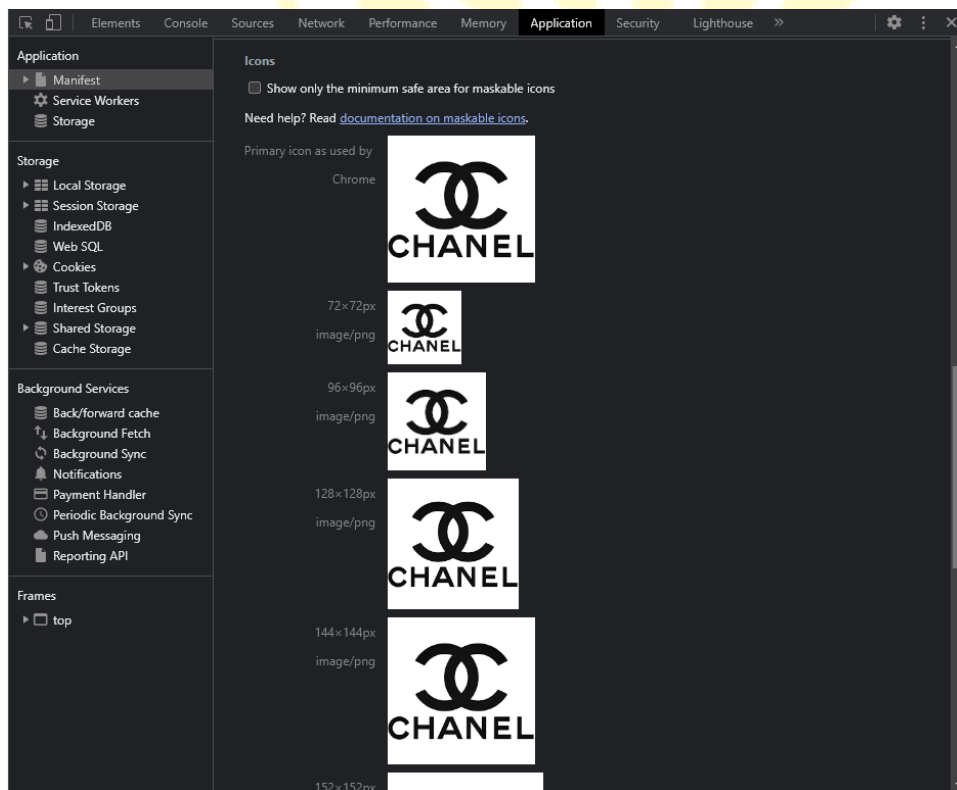 Elements Console Sources Network Performance Memory Application Security Lighthouse »
Application
Manifest
Service Workers
Storage
Storage
Local Storage
Session Storage
IndexedDB
Web SQL
Cookies
Trust Tokens
Interest Groups
Shared Storage
Cache Storage
Background Services
Back/forward cache
Background Fetch
Background Sync
Notifications
Payment Handler
Periodic Background Sync
Push Messaging
Reporting API
Frames
top
Icons
Show only the minimum safe area for maskable icons
Need help? Read documentation on maskable icons.
Primary icon as used by
Chrome
CHANEL
72×72px
image/png
CHANEL
96×96px
image/png
CHANEL
128×128px
image/png
CHANEL
144×144px
image/png
CHANEL
152×152px